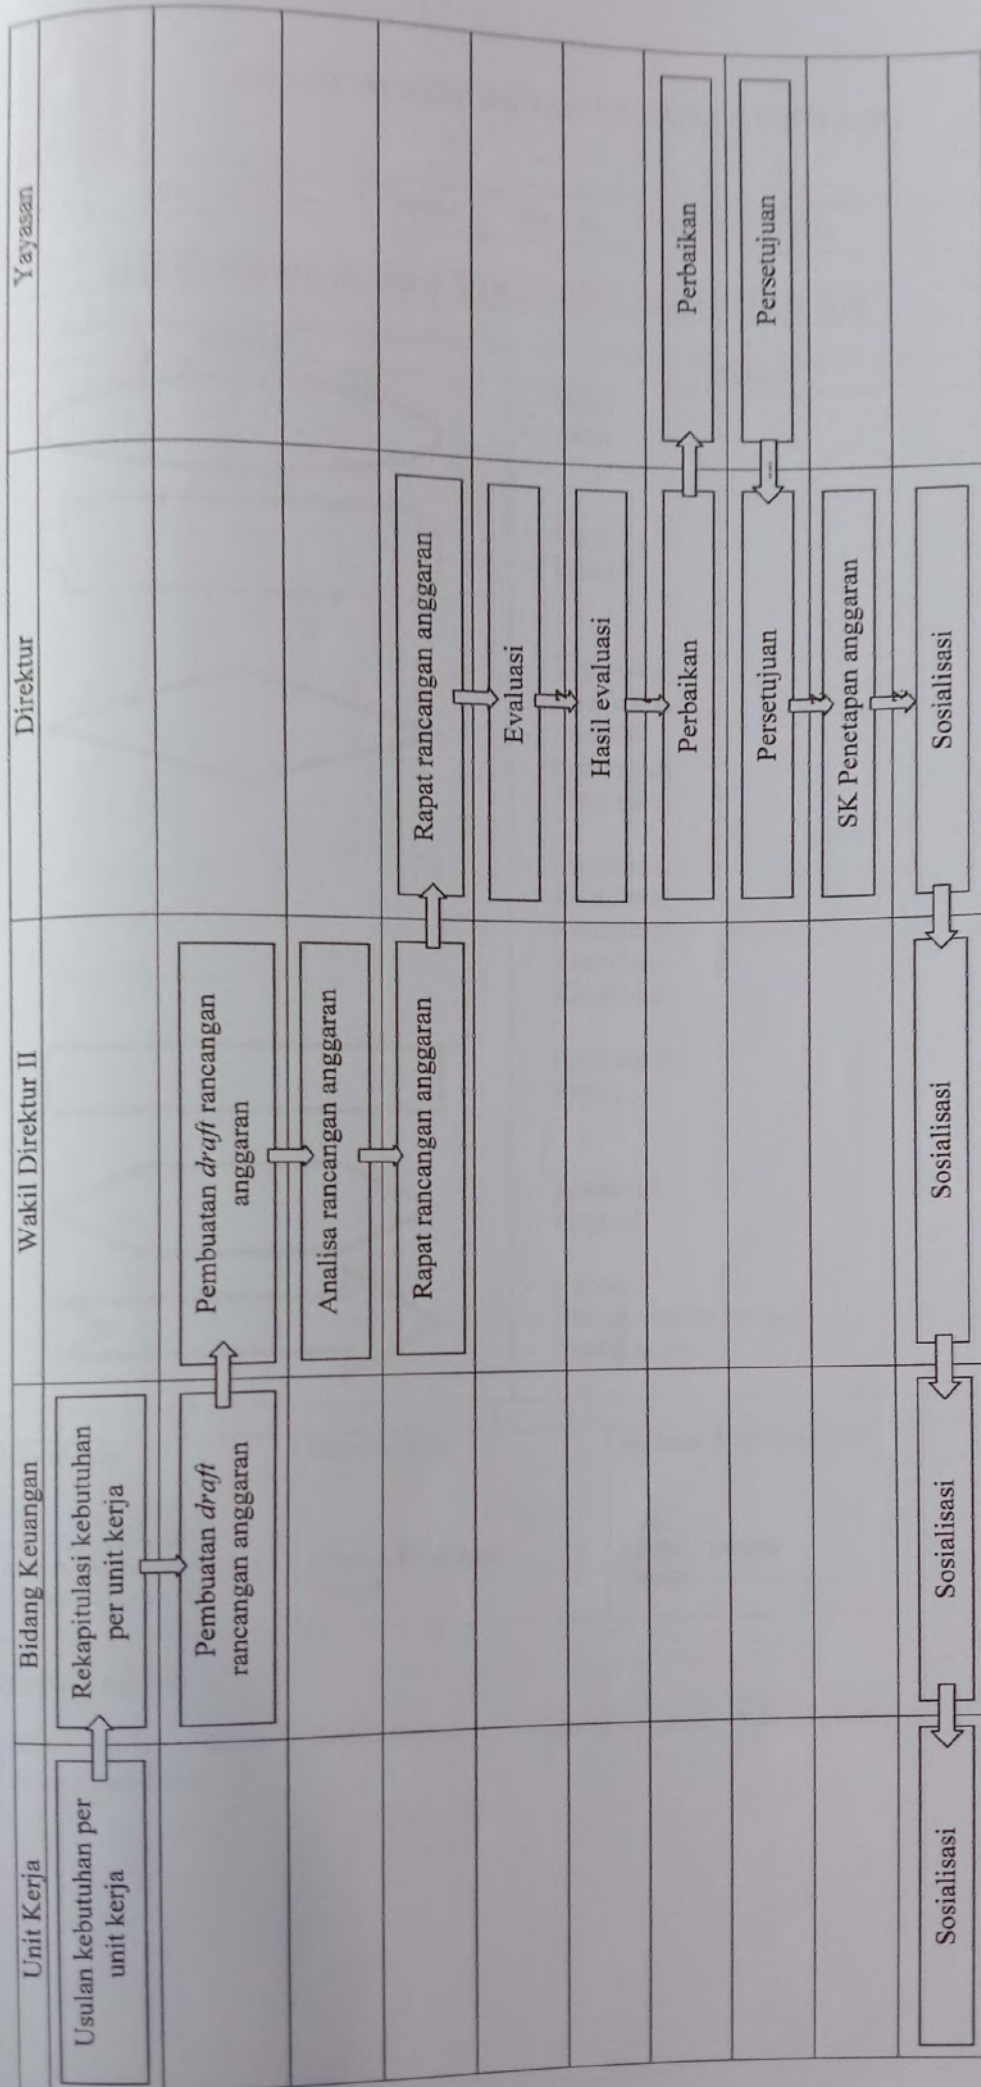 Unit Kerja
Bidang Keuangan
Wakil Direktur II
Direktur
Yayasan
Usulan kebutuhan per
unit kerja
Rekapitulasi kebutuhan
per unit kerja
Pembuatan draft
rancangan anggaran
Pembuatan draft rancangan
anggaran
Analisa rancangan anggaran
Rapat rancangan anggaran
Rapat rancangan anggaran
Evaluasi
Hasil evaluasi
Perbaikan
Perbaikan
Persetujuan
Persetujuan
SK Penetapan anggaran
Sosialisasi
Sosialisasi
Sosialisasi
Sosialisasi